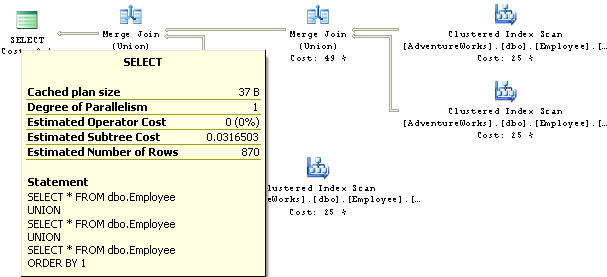 SELECT
Merge Join
(Union)
Merge Join
(Union)
Cost: 49 %
Clustered Index Scan
[AdventureWorks].[dbo].[Employee].[…
Cost: 25 %
SELECT
Cached plan size 37 B
Degree of Parallelism 1
Estimated Operator Cost 0 (0%)
Estimated Subtree Cost 0.0316503
Estimated Number of Rows 870
Statement
SELECT * FROM dbo.Employee
UNION
SELECT * FROM dbo.Employee
UNION
SELECT * FROM dbo.Employee
ORDER BY 1
Clustered Index Scan
[AdventureWorks].[dbo].[Employee].[…
Cost: 25 %
lustered Index Scan
eWorks].[dbo].[Employee].[…
Cost: 25 %